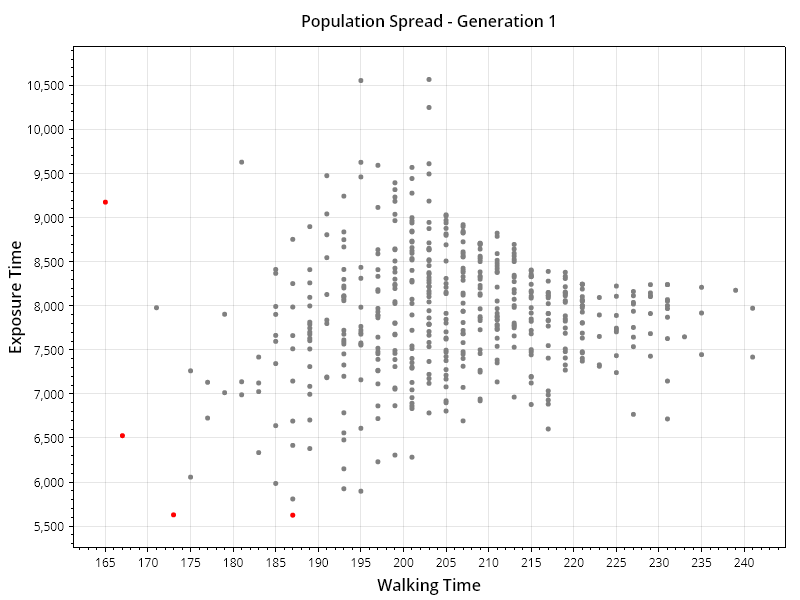 Population Spread - Generation 1
10,500
10,000
9,500
9,000
8,500
8,000
7,500
7,000
6,500
6,000
5,500
Exposure Time
165 170 175 180 185 190 195 200 205 210 215 220 225 230 235 240
Walking Time